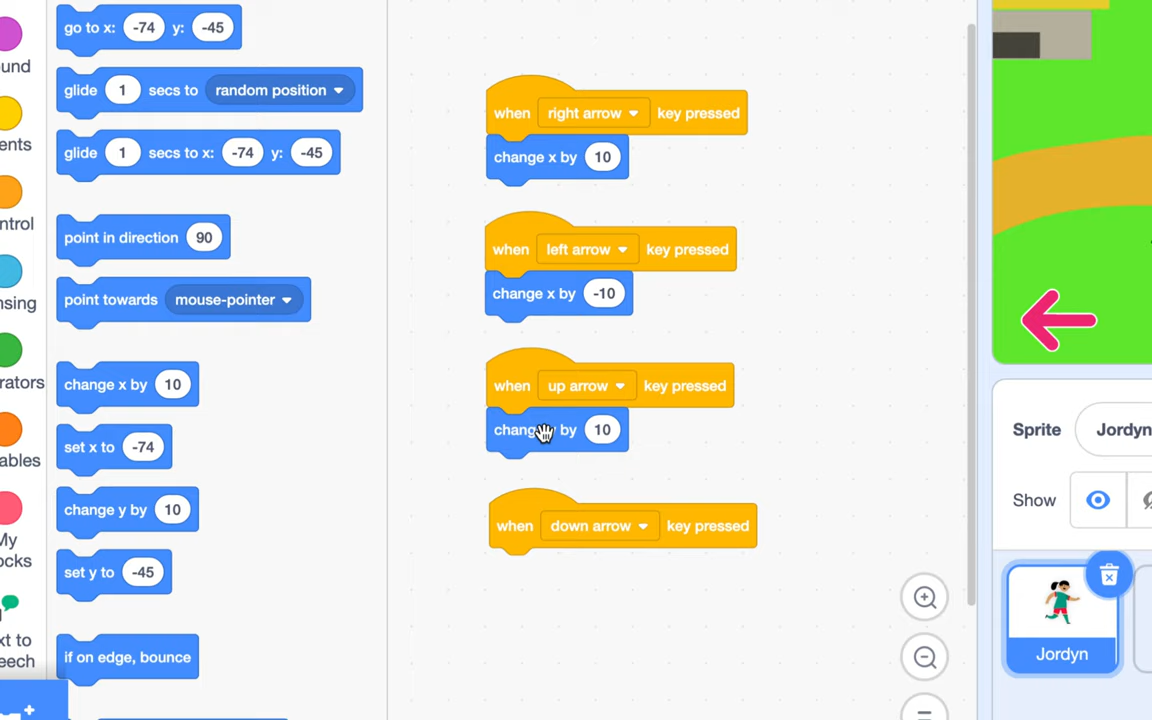 go to x: -74 y: -45
glide 1 secs to random position
glide 1 secs to x: -74 y: -45
point in direction 90
point towards mouse-pointer
change x by 10
set x to -74
change y by 10
set y to -45
if on edge, bounce
und
ents
ntrol
nsing
rators
ables
My
ocks
xt to
eech
when right arrow key pressed
change x by 10
when left arrow key pressed
change x by -10
when up arrow key pressed
chang by 10
when down arrow key pressed
Sprite Jordyn
Show
Jordyn